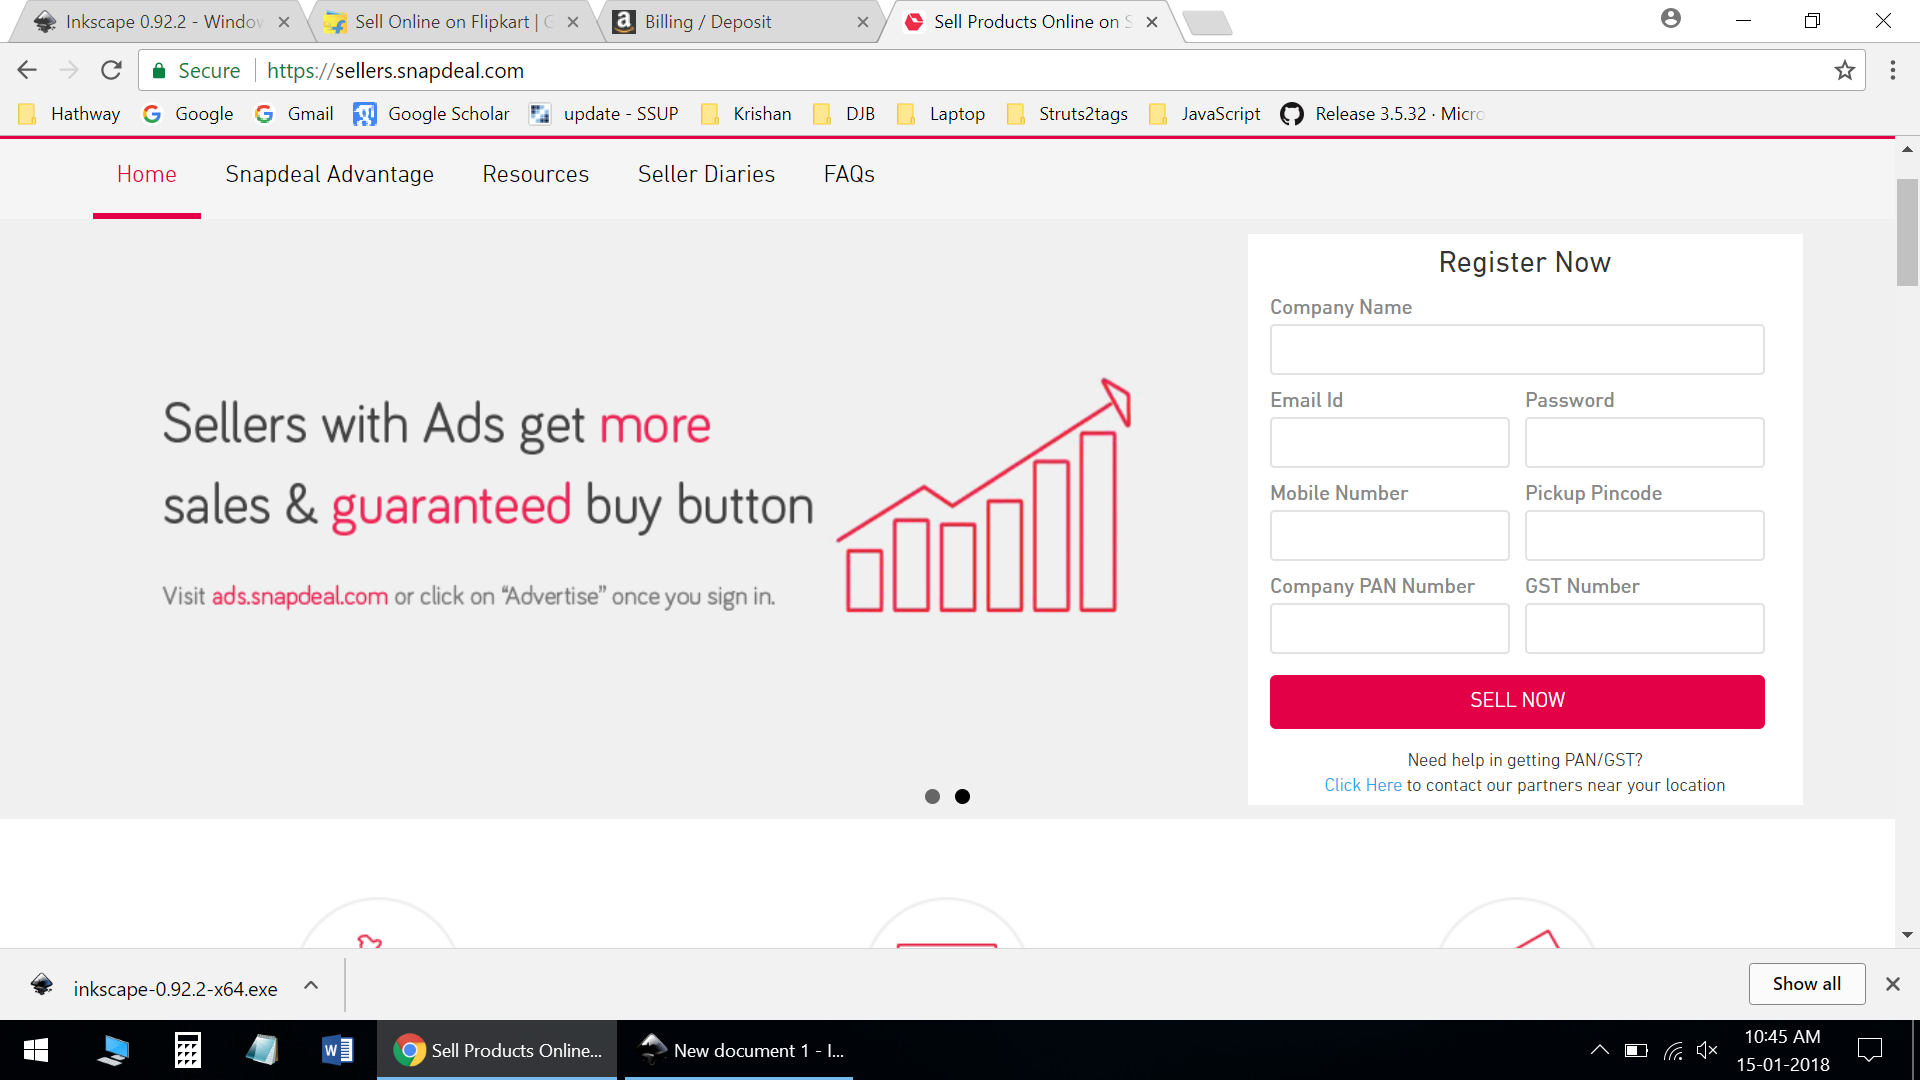 Inkscape 0.92.2 - Window
Sell Online on Flipkart | G
Billing / Deposit
Sell Products Online on S
Secure
https://sellers.snapdeal.com
Hathway
Google
Gmail
Google Scholar
update - SSUP
Krishan
DJB
Laptop
Struts2tags
JavaScript
Release 3.5.32 · Micro
Home
Snapdeal Advantage
Resources
Seller Diaries
FAQs
Sellers with Ads get more
sales & guaranteed buy button
Visit ads.snapdeal.com or click on “Advertise” once you sign in.
Register Now
Company Name
Email Id
Password
Mobile Number
Pickup Pincode
Company PAN Number
GST Number
SELL NOW
Need help in getting PAN/GST?
Click Here to contact our partners near your location
inkscape-0.92.2-x64.exe
Show all
Sell Products Online...
New document 1 - I...
10:45 AM
15-01-2018